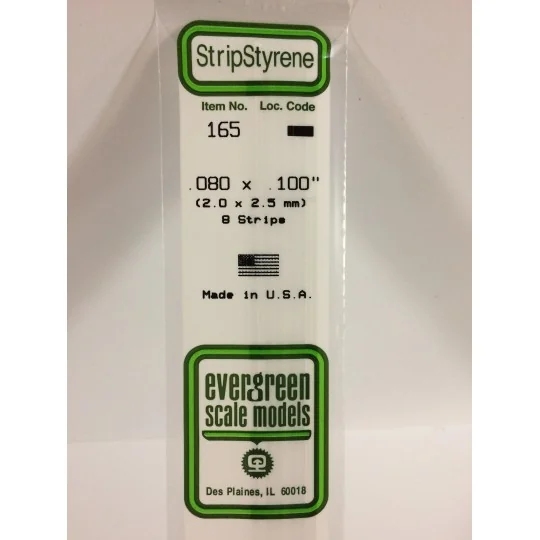 StripStyrene
Item No. Loc. Code
165
.080 x .100"
(2.0 x 2.5 mm)
8 Strips
Made in U.S.A.
evergreen
scale models
Des Plaines, IL 60018